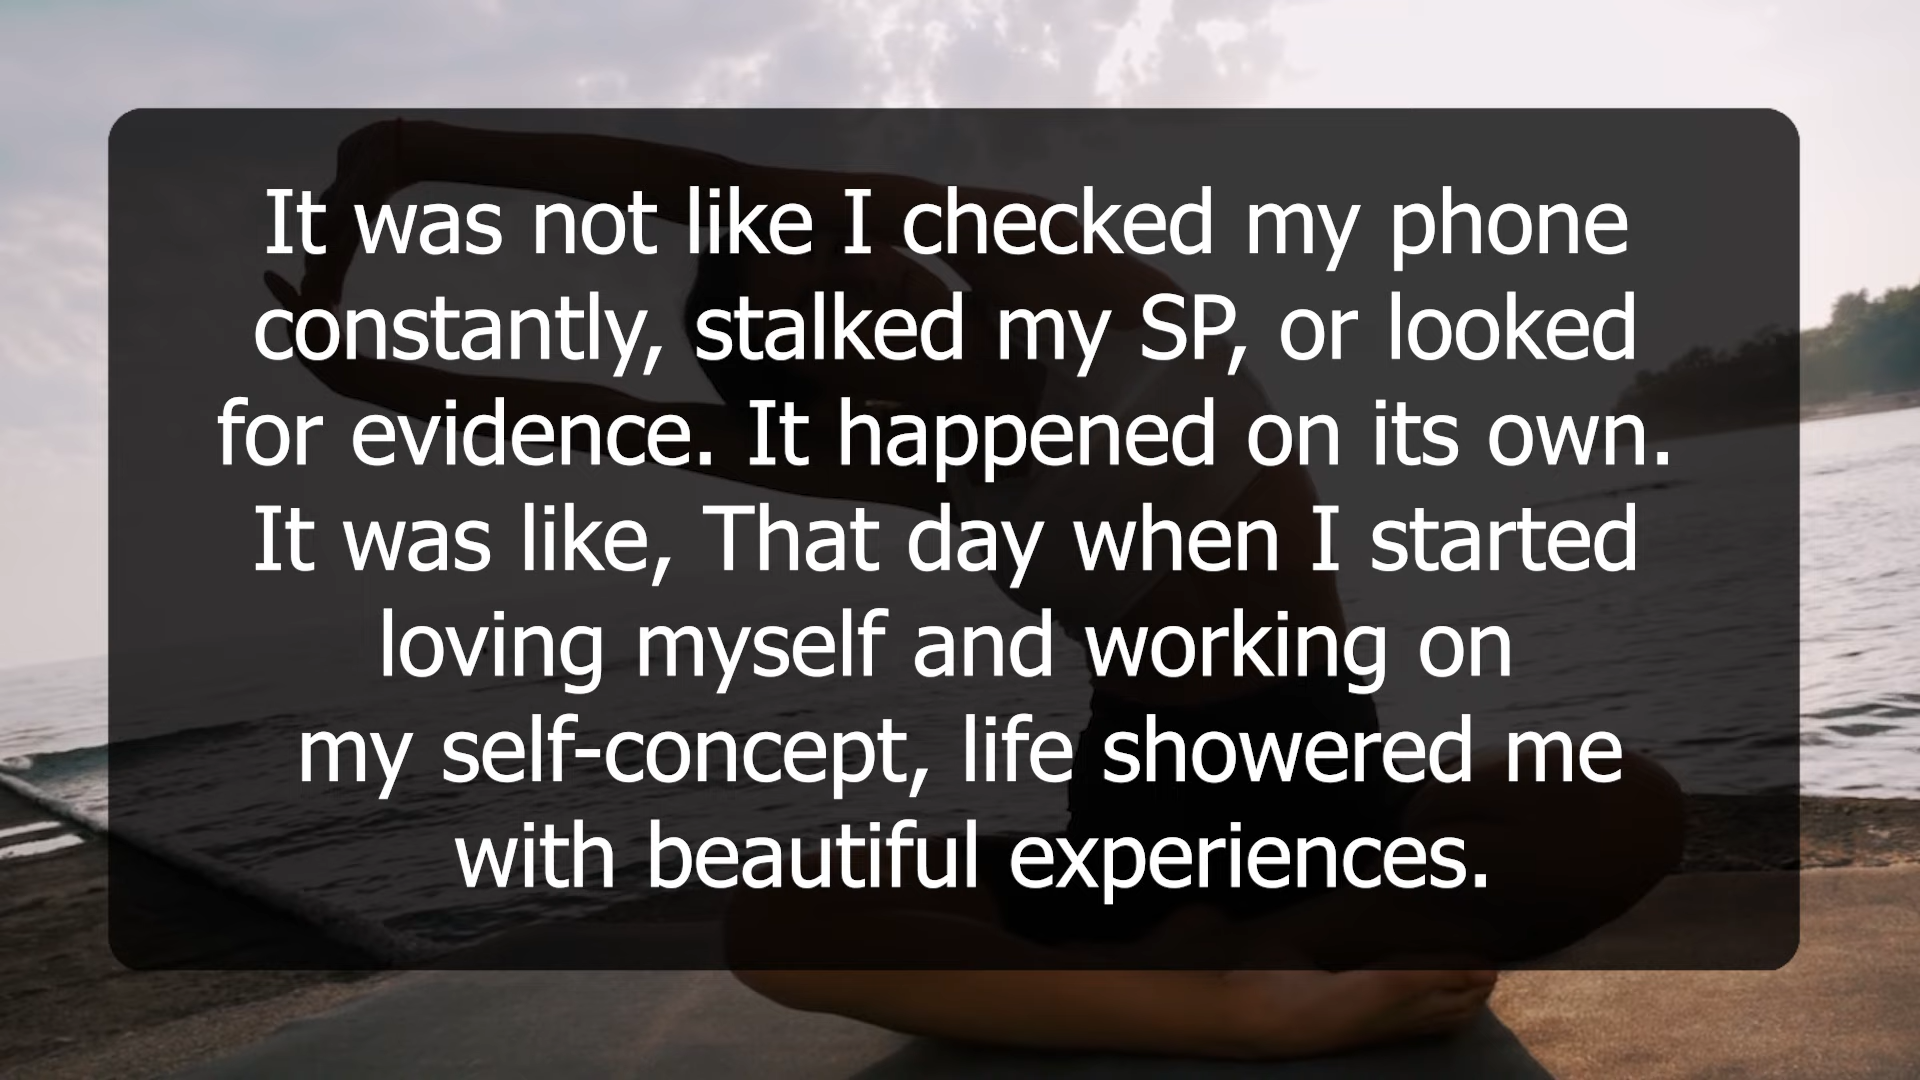 It was not like I checked my phone
constantly, stalked my SP, or looked
for evidence. It happened on its own.
It was like, That day when I started
loving myself and working on
my self-concept, life showered me
with beautiful experiences.